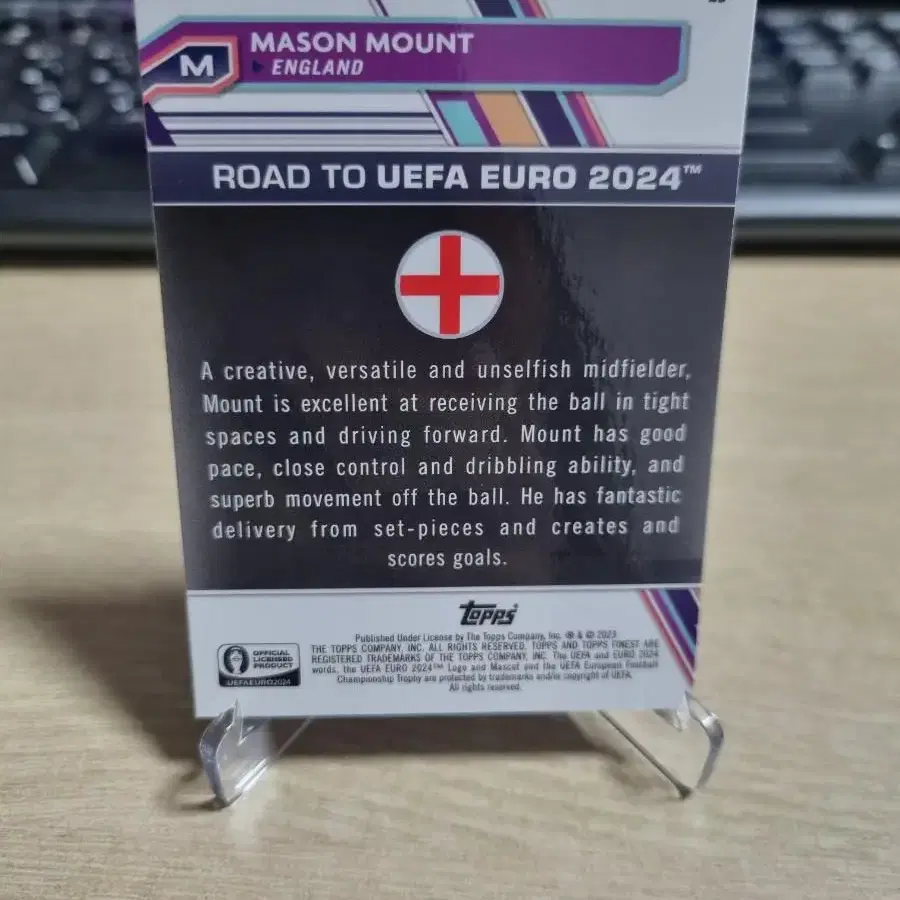 MASON MOUNT
M
ENGLAND
ROAD TO UEFA EURO 2024™
A creative, versatile and unselfish midfielder,
Mount is excellent at receiving the ball in tight
spaces and driving forward. Mount has good
pace, close control and dribbling ability, and
superb movement off the ball. He has fantastic
delivery from set-pieces and creates and
scores goals.
topps
Published Under License by The Topps Company, Inc. ® & © 2023
THE TOPPS COMPANY, INC. ALL RIGHTS RESERVED. TOPPS AND TOPPS FINEST ARE
REGISTERED TRADEMARKS OF THE TOPPS COMPANY, INC. The UEFA and EURO 2024
words, the UEFA EURO 2024™ Logo and Mascot and the UEFA European Football
Championship Trophy are protected by trademarks and/or copyright of UEFA.
All rights reserved.
OFFICIAL
LICENSED
PRODUCT
UEFAEURO2024